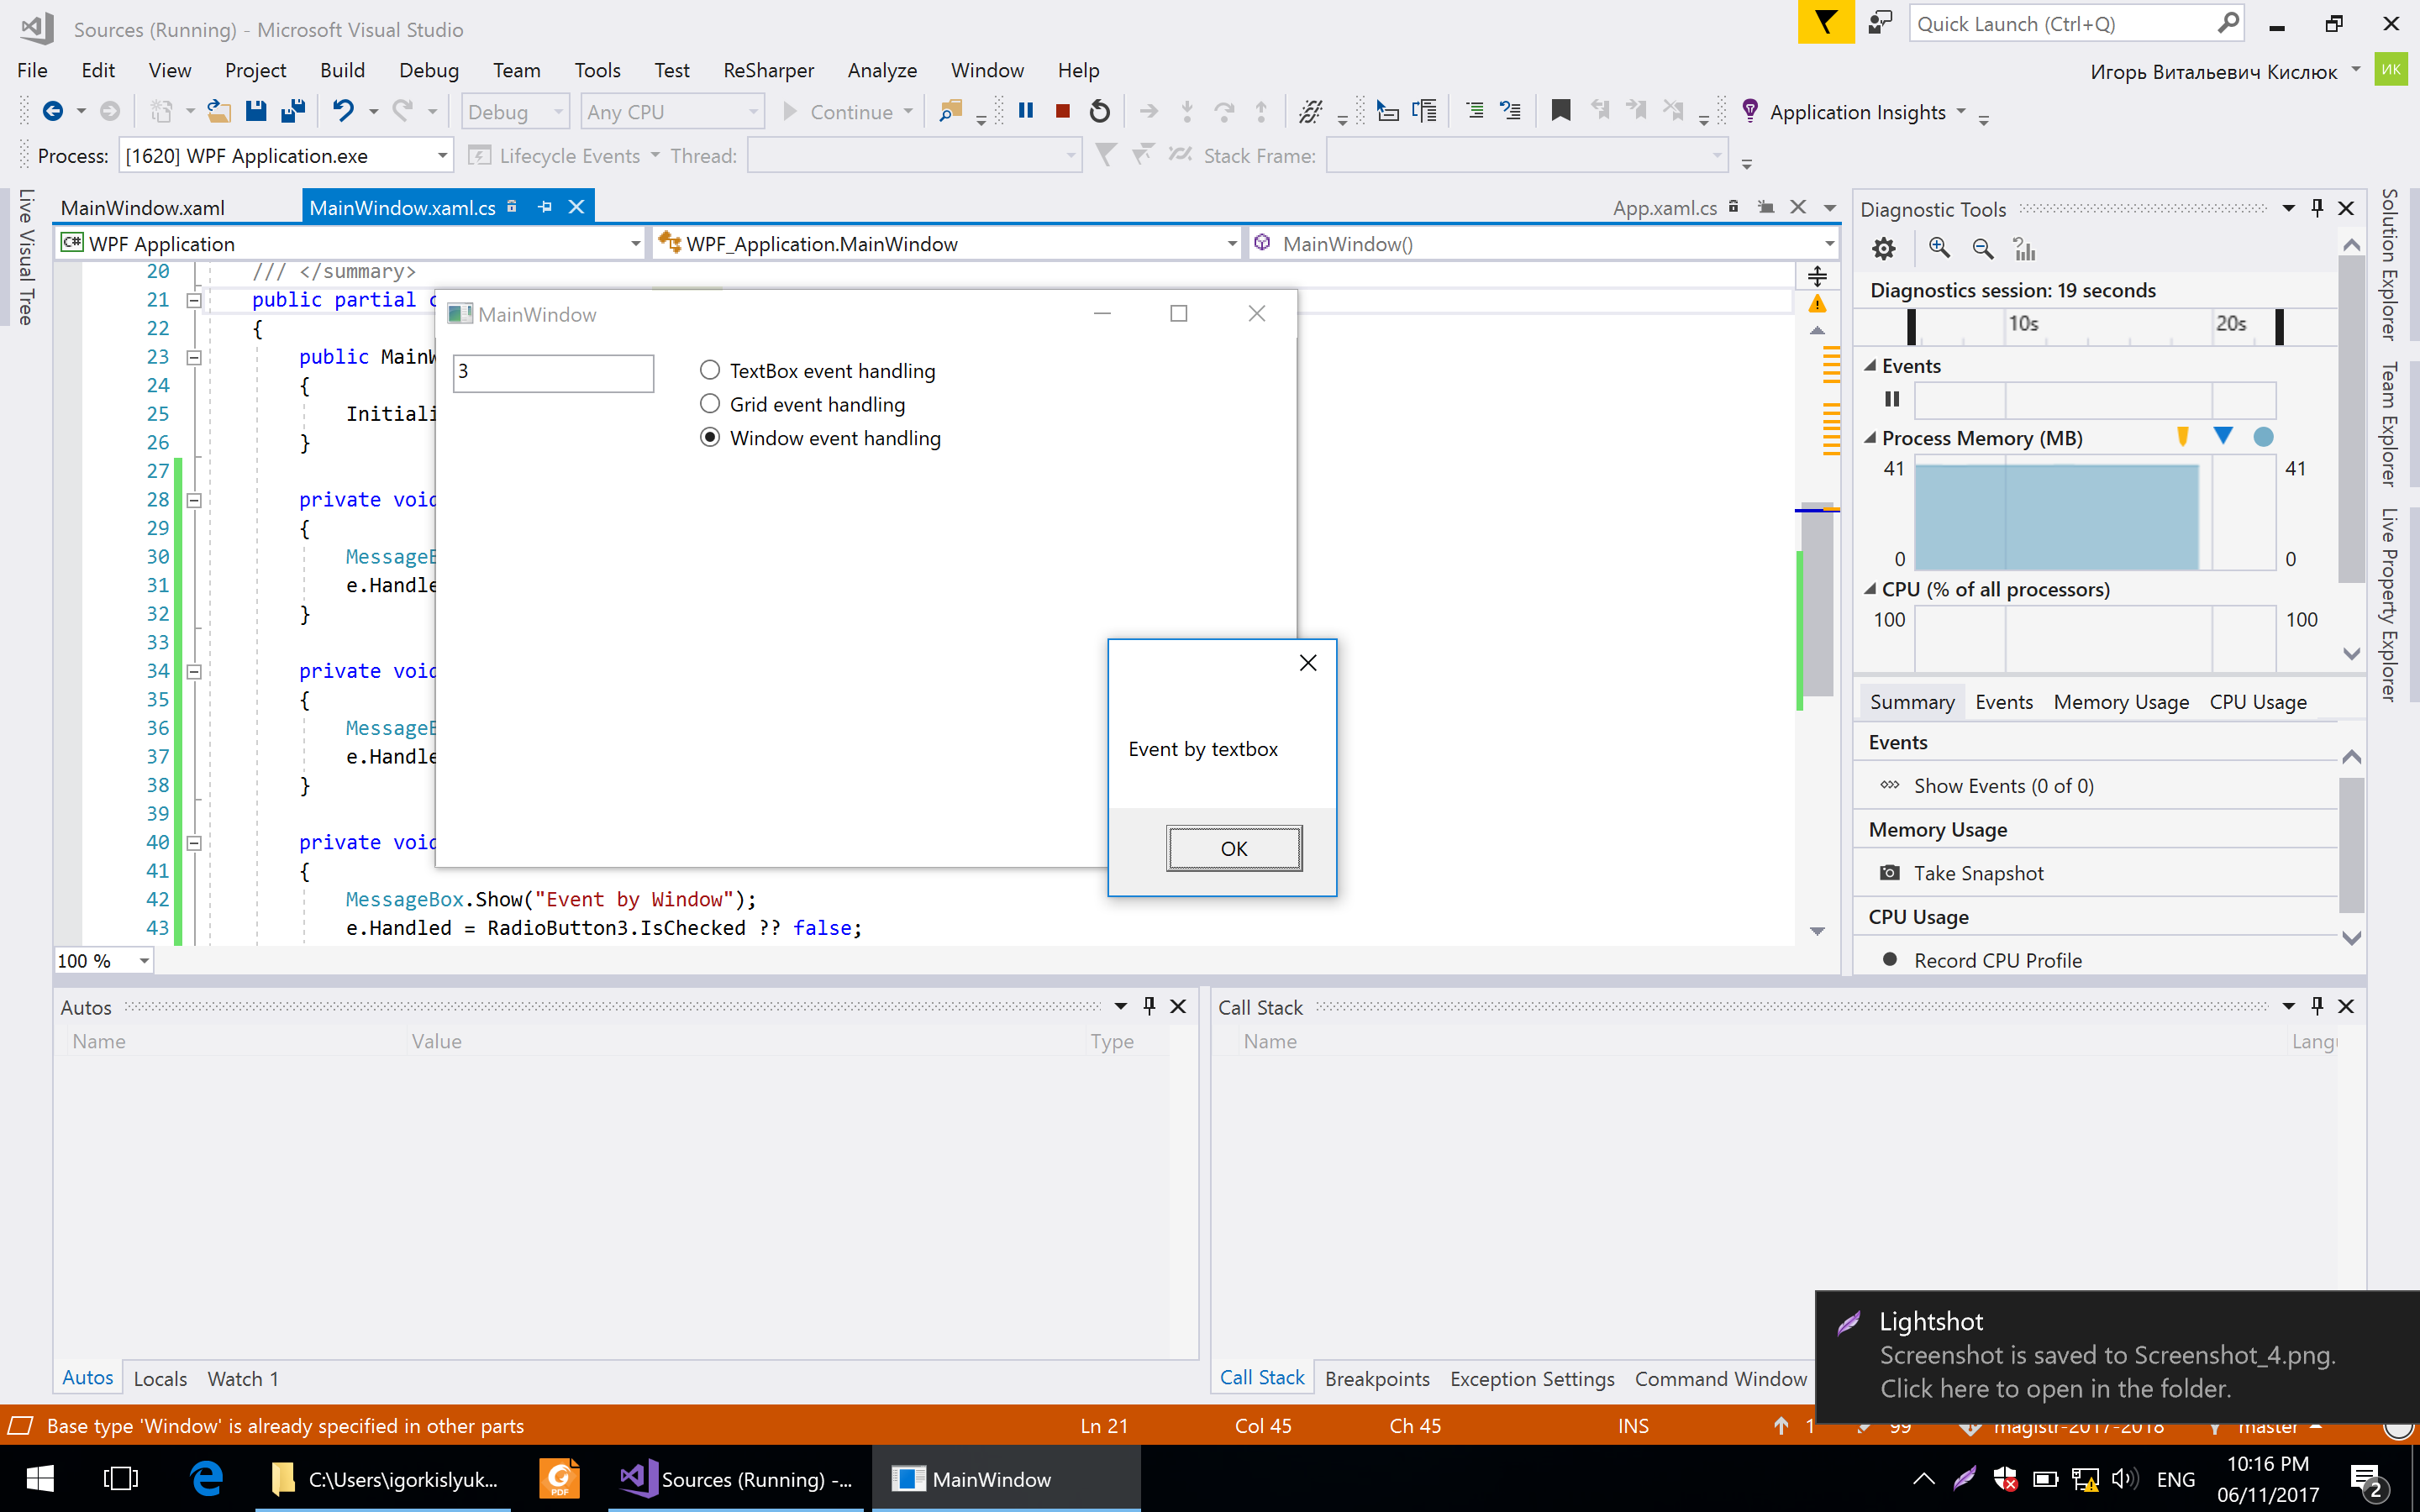 Sources (Running) - Microsoft Visual Studio
Quick Launch (Ctrl+Q)
File Edit View Project Build Debug Team Tools Test ReSharper Analyze Window Help
Игорь Витальевич Кислюк
ИК
Debug Any CPU Continue Application Insights
Process: [1620] WPF Application.exe Lifecycle Events Thread: Stack Frame:
Live Visual Tree
MainWindow.xaml MainWindow.xaml.cs App.xaml.cs
C# WPF Application WPF_Application.MainWindow MainWindow()
20 /// </summary>
21 public partial c
22 {
23 public MainW
24 {
25 Initiali
26 }
27
28 private void
29 {
30 MessageB
31 e.Handle
32 }
33
34 private void
35 {
36 MessageB
37 e.Handle
38 }
39
40 private void
41 {
42 MessageBox.Show("Event by Window");
43 e.Handled = RadioButton3.IsChecked ?? false;
100 %
MainWindow
3
TextBox event handling
Grid event handling
Window event handling
Event by textbox
OK
Diagnostic Tools
Diagnostics session: 19 seconds
10s 20s
Events
Process Memory (MB)
41 41
0 0
CPU (% of all processors)
100 100
Summary Events Memory Usage CPU Usage
Events
Show Events (0 of 0)
Memory Usage
Take Snapshot
CPU Usage
Record CPU Profile
Solution Explorer
Team Explorer
Live Property Explorer
Autos
Name Value Type
Autos Locals Watch 1
Call Stack
Name Langu
Call Stack Breakpoints Exception Settings Command Window
Lightshot
Screenshot is saved to Screenshot_4.png.
Click here to open in the folder.
Base type 'Window' is already specified in other parts Ln 21 Col 45 Ch 45 INS 1 99 magistr-2017-2018 master
C:\Users\igorkislyuk... PDF Sources (Running) -... MainWindow
ENG
10:16 PM
06/11/2017
2